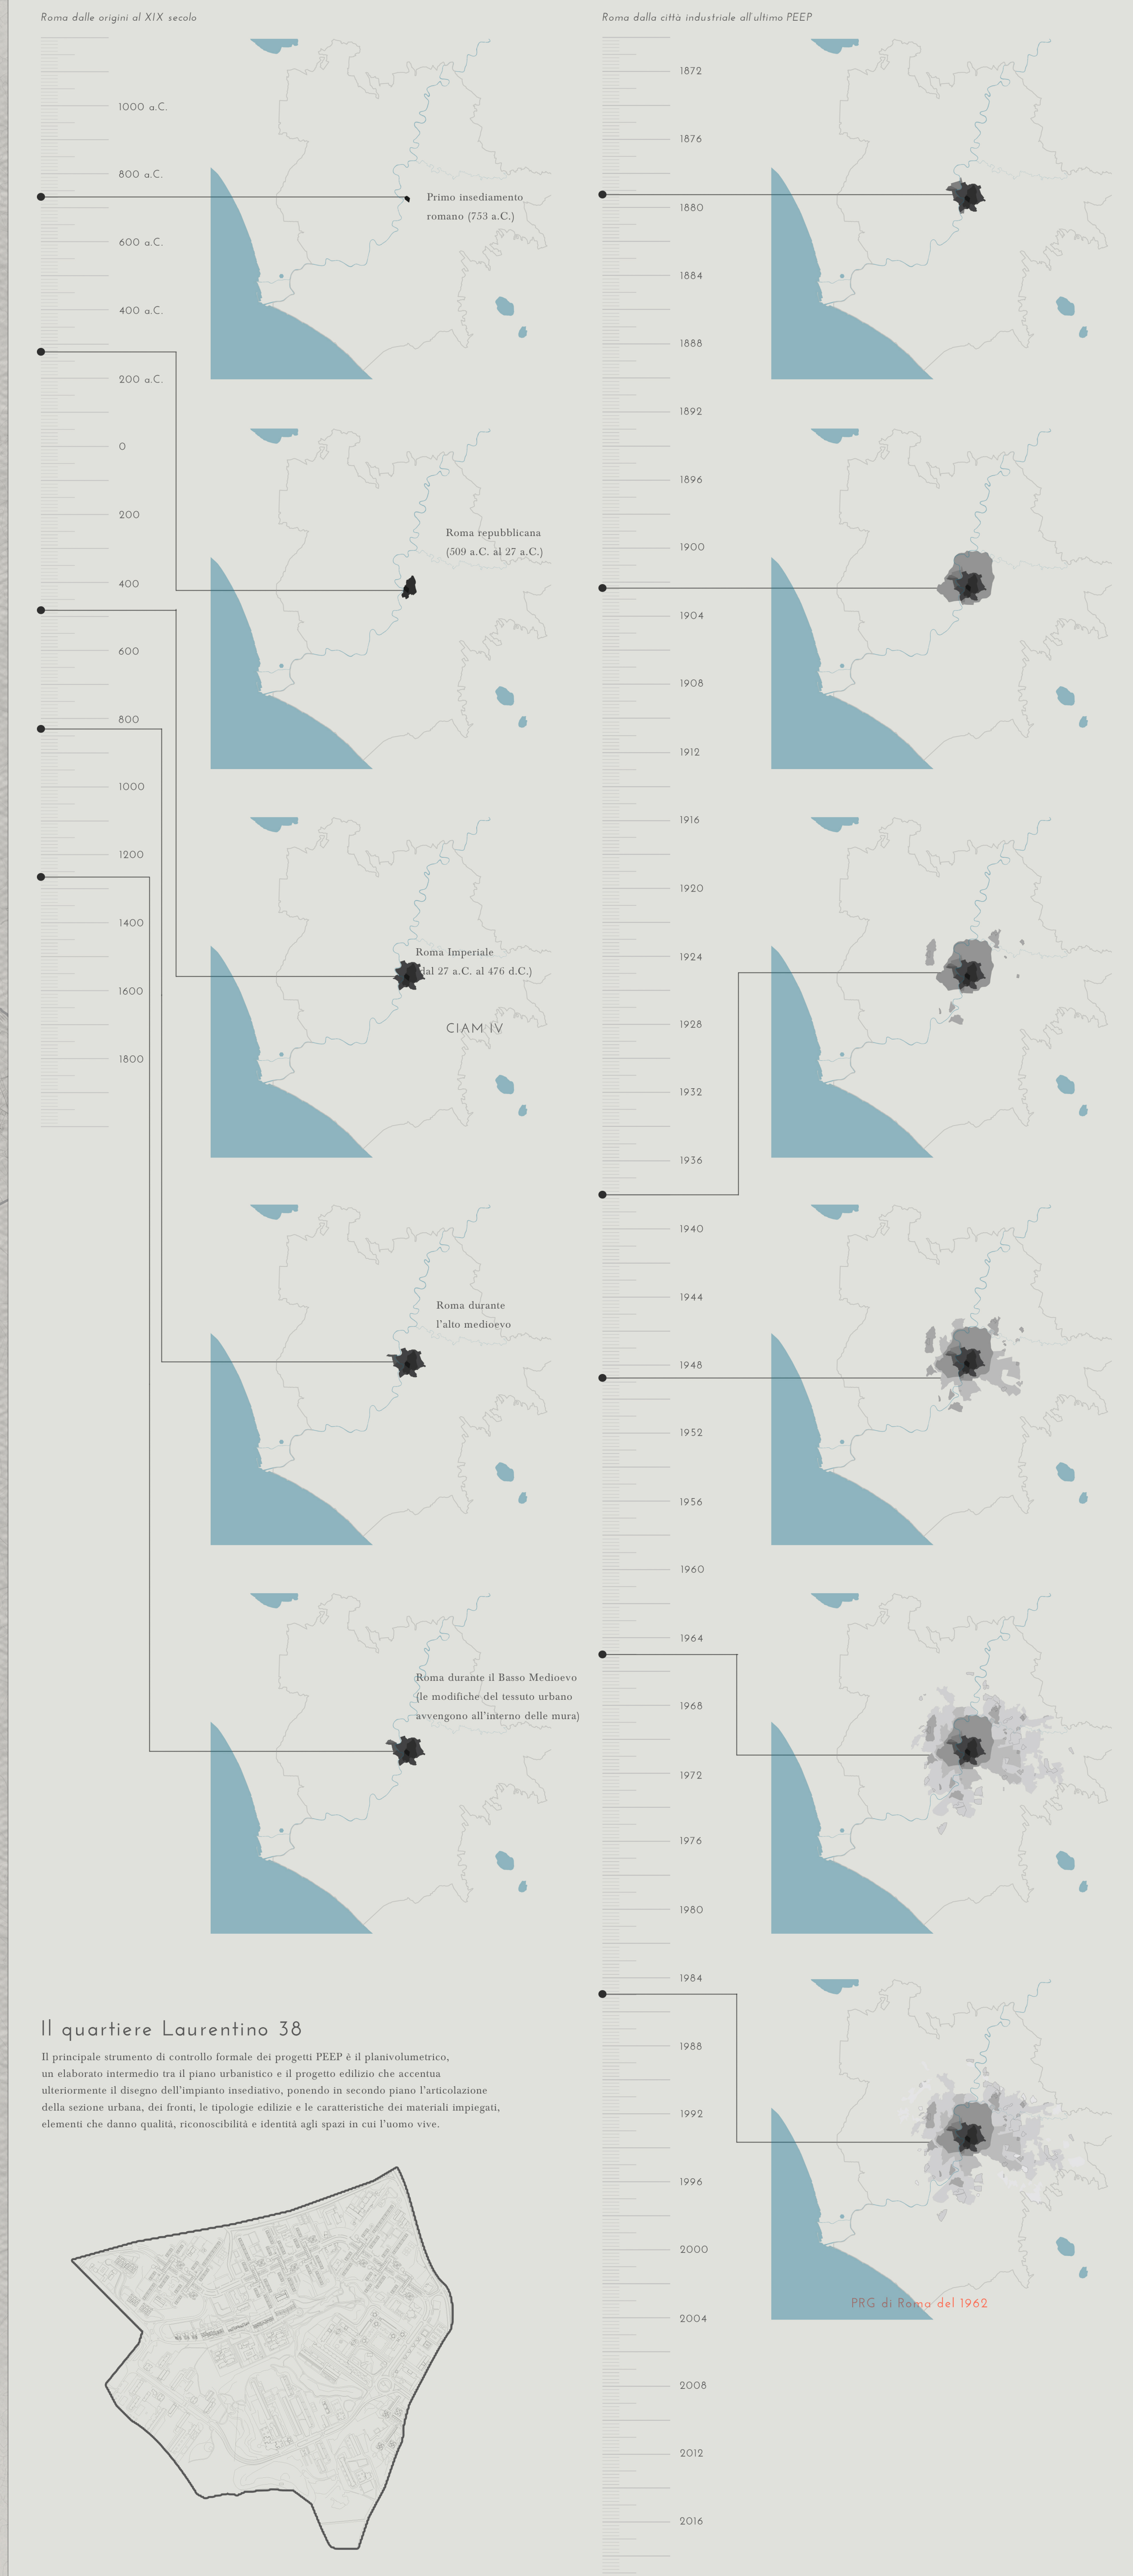 Roma dalle origini al XIX secolo
1000 a.C.
800 a.C.
600 a.C.
400 a.C.
200 a.C.
0
200
400
600
800
1000
1200
1400
1600
1800
Primo insediamento
romano (753 a.C.)
Roma repubblicana
(509 a.C. al 27 a.C.)
Roma Imperiale
(dal 27 a.C. al 476 d.C.)
CIAM IV
Roma durante
l'alto medioevo
Roma durante il Basso Medioevo
(le modifiche del tessuto urbano
avvengono all'interno delle mura)
Il quartiere Laurentino 38
Il principale strumento di controllo formale dei progetti PEEP è il planivolumetrico,
un elaborato intermedio tra il piano urbanistico e il progetto edilizio che accentua
ulteriormente il disegno dell'impianto insediativo, ponendo in secondo piano l'articolazione
della sezione urbana, dei fronti, le tipologie edilizie e le caratteristiche dei materiali impiegati,
elementi che danno qualità, riconoscibilità e identità agli spazi in cui l'uomo vive.
Roma dalla città industriale all'ultimo PEEP
1872
1876
1880
1884
1888
1892
1896
1900
1904
1908
1912
1916
1920
1924
1928
1932
1936
1940
1944
1948
1952
1956
1960
1964
1968
1972
1976
1980
1984
1988
1992
1996
2000
2004
2008
2012
2016
PRG di Roma del 1962